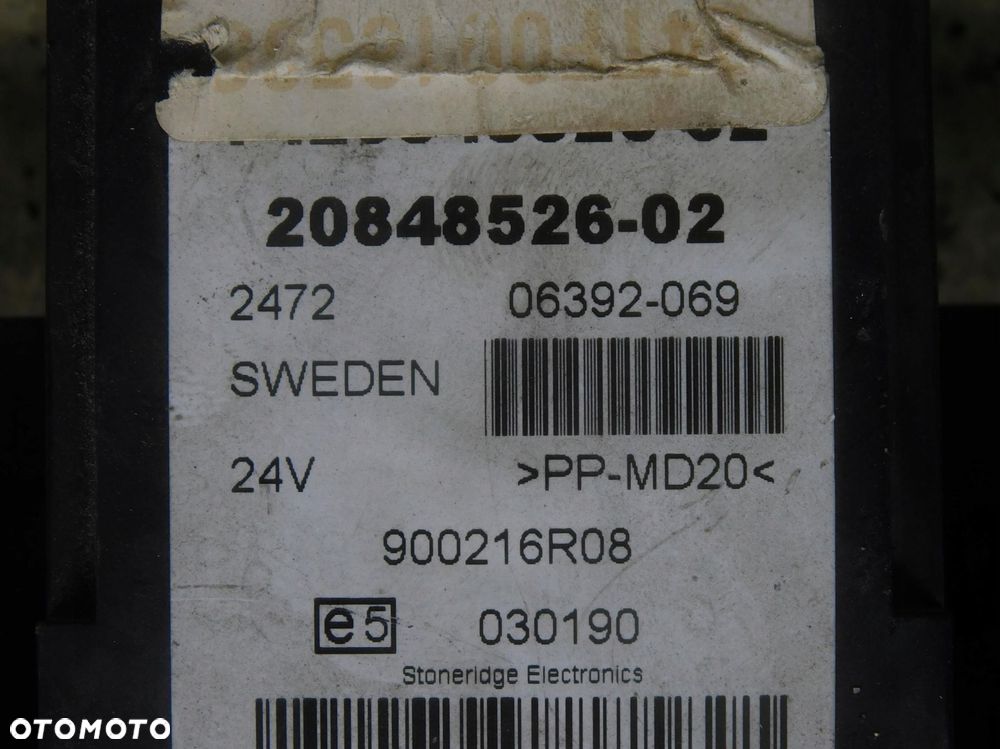 20848526-02
2472 06392-069
SWEDEN
24V >PP-MD20<
900216R08
e5 030190
Stoneridge Electronics
OTOMOTO